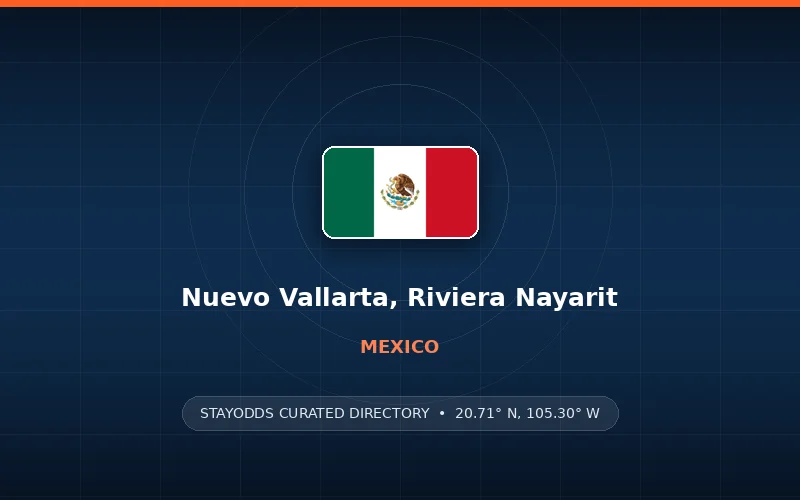 Nuevo Vallarta, Riviera Nayarit
MEXICO
STAYODDS CURATED DIRECTORY • 20.71° N, 105.30° W